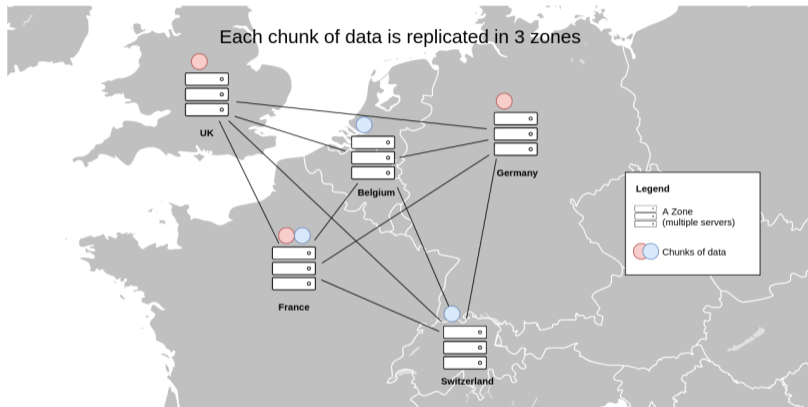 Each chunk of data is replicated in 3 zones
UK
Belgium
Germany
France
Switzerland
Legend
A Zone
(multiple servers)
Chunks of data